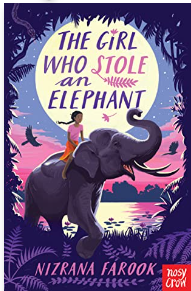 THE GIRL
WHO STOLE
an
ELEPHANT
NIZRANA FAROOK
nosy
crow